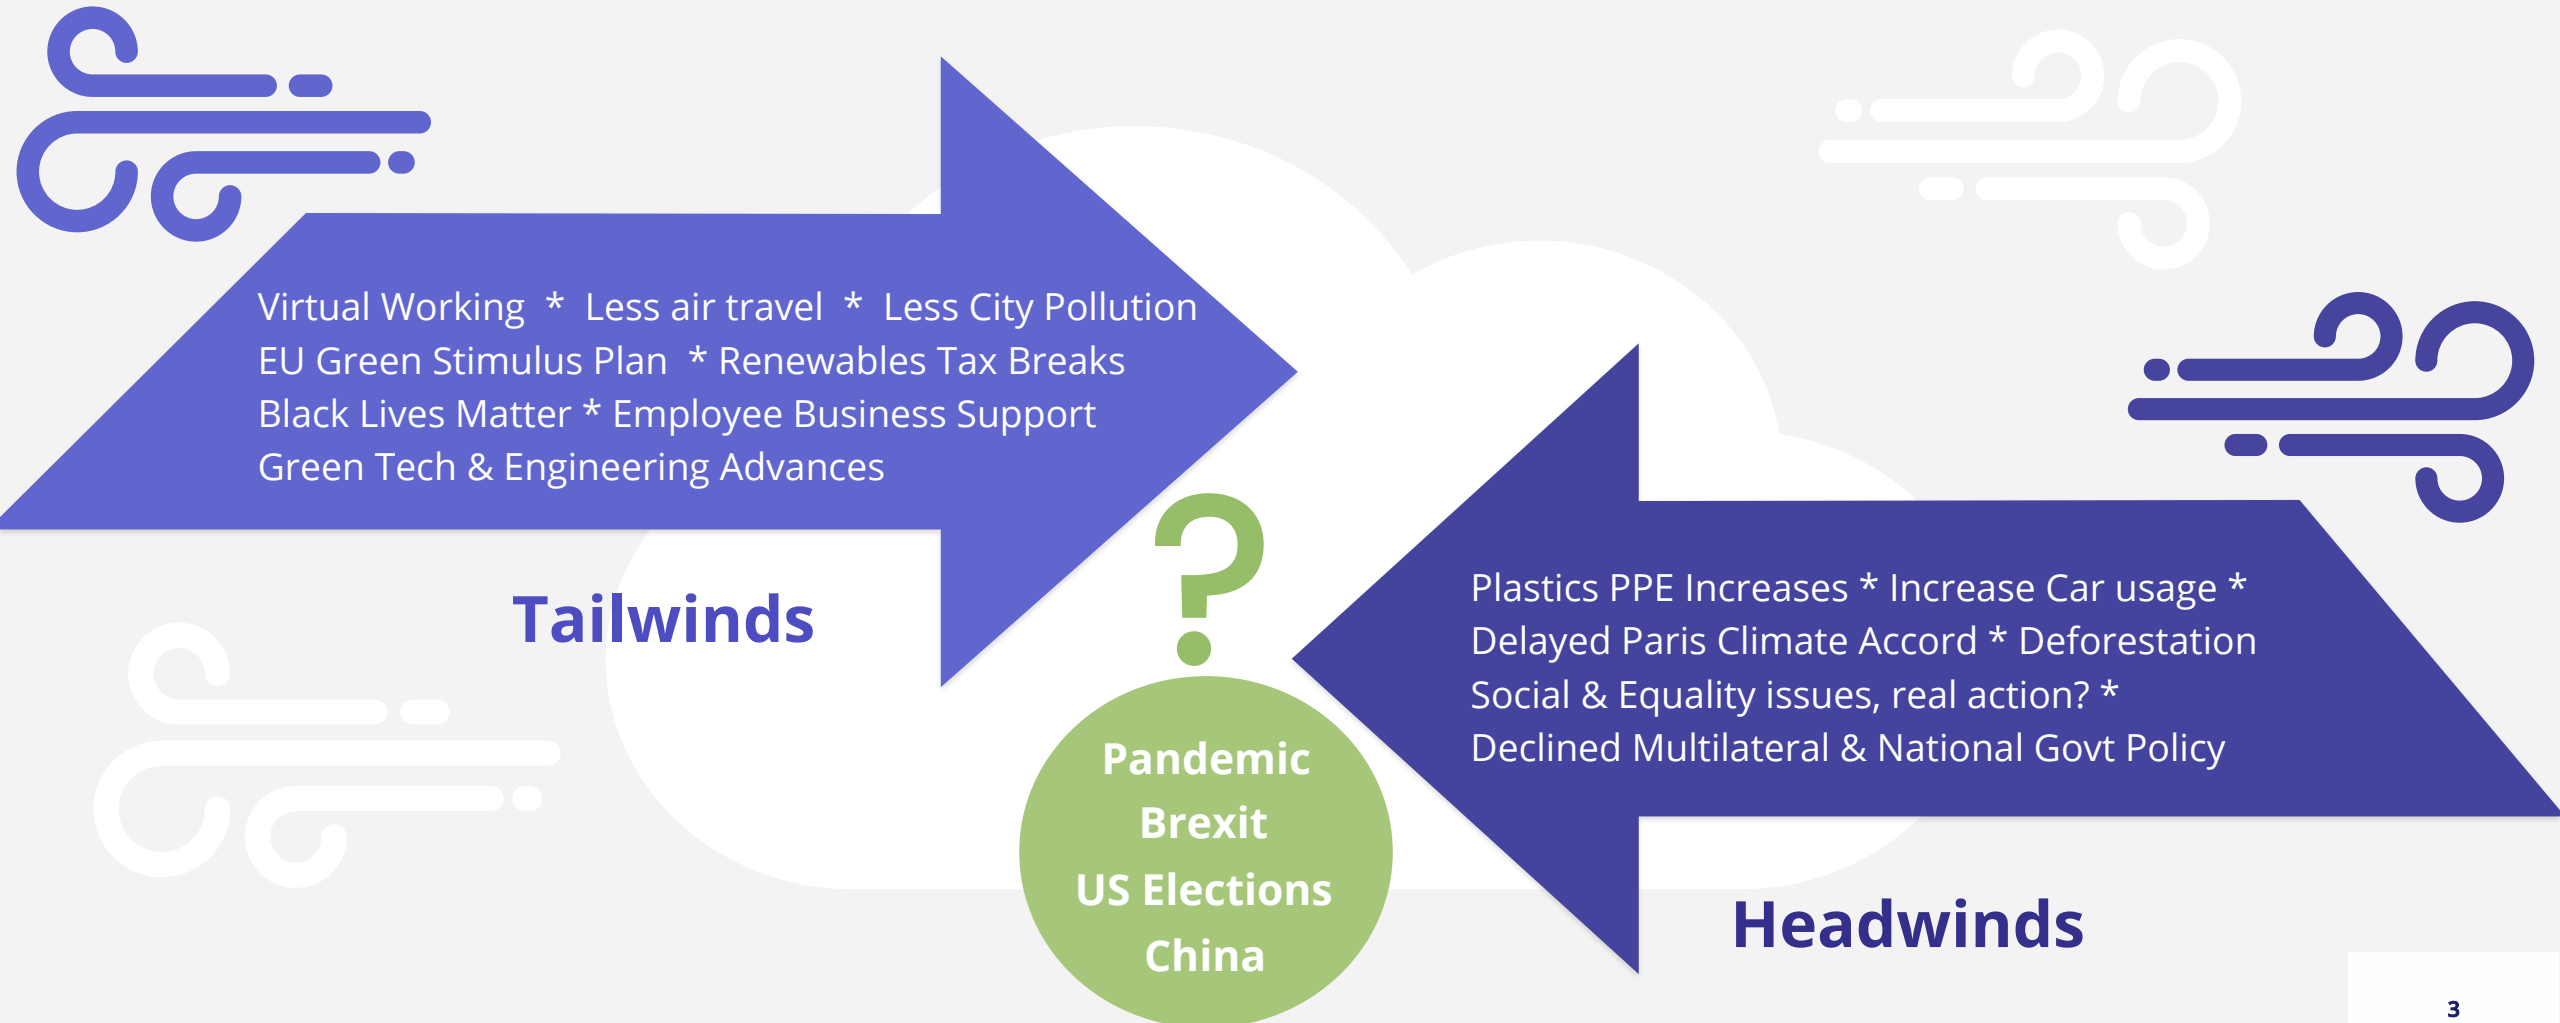 Virtual Working * Less air travel * Less City Pollution
EU Green Stimulus Plan * Renewables Tax Breaks
Black Lives Matter * Employee Business Support
Green Tech & Engineering Advances
Tailwinds
?
Pandemic
Brexit
US Elections
China
Plastics PPE Increases * Increase Car usage *
Delayed Paris Climate Accord * Deforestation
Social & Equality issues, real action? *
Declined Multilateral & National Govt Policy
Headwinds
3